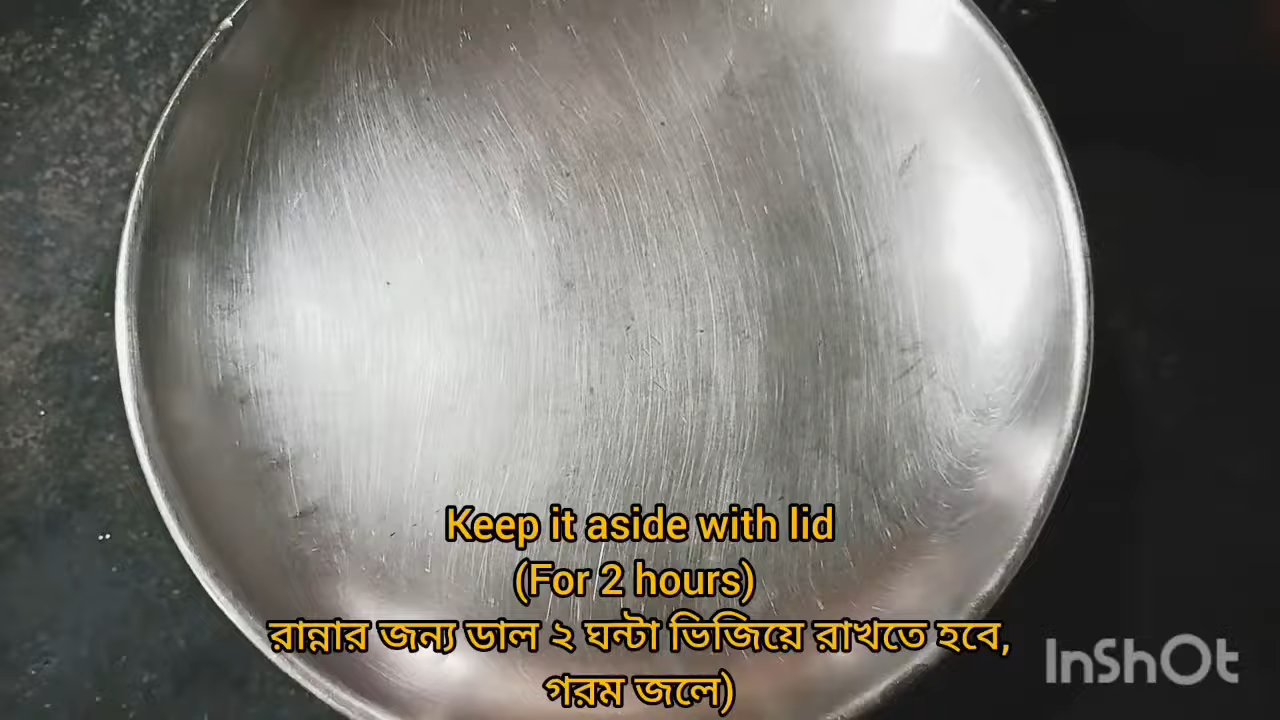 Keep it aside with lid
(For 2 hours)
রান্নার জন্য ডাল ২ ঘন্টা ভিজিয়ে রাখতে হবে,
গরম জলে)
InShOt